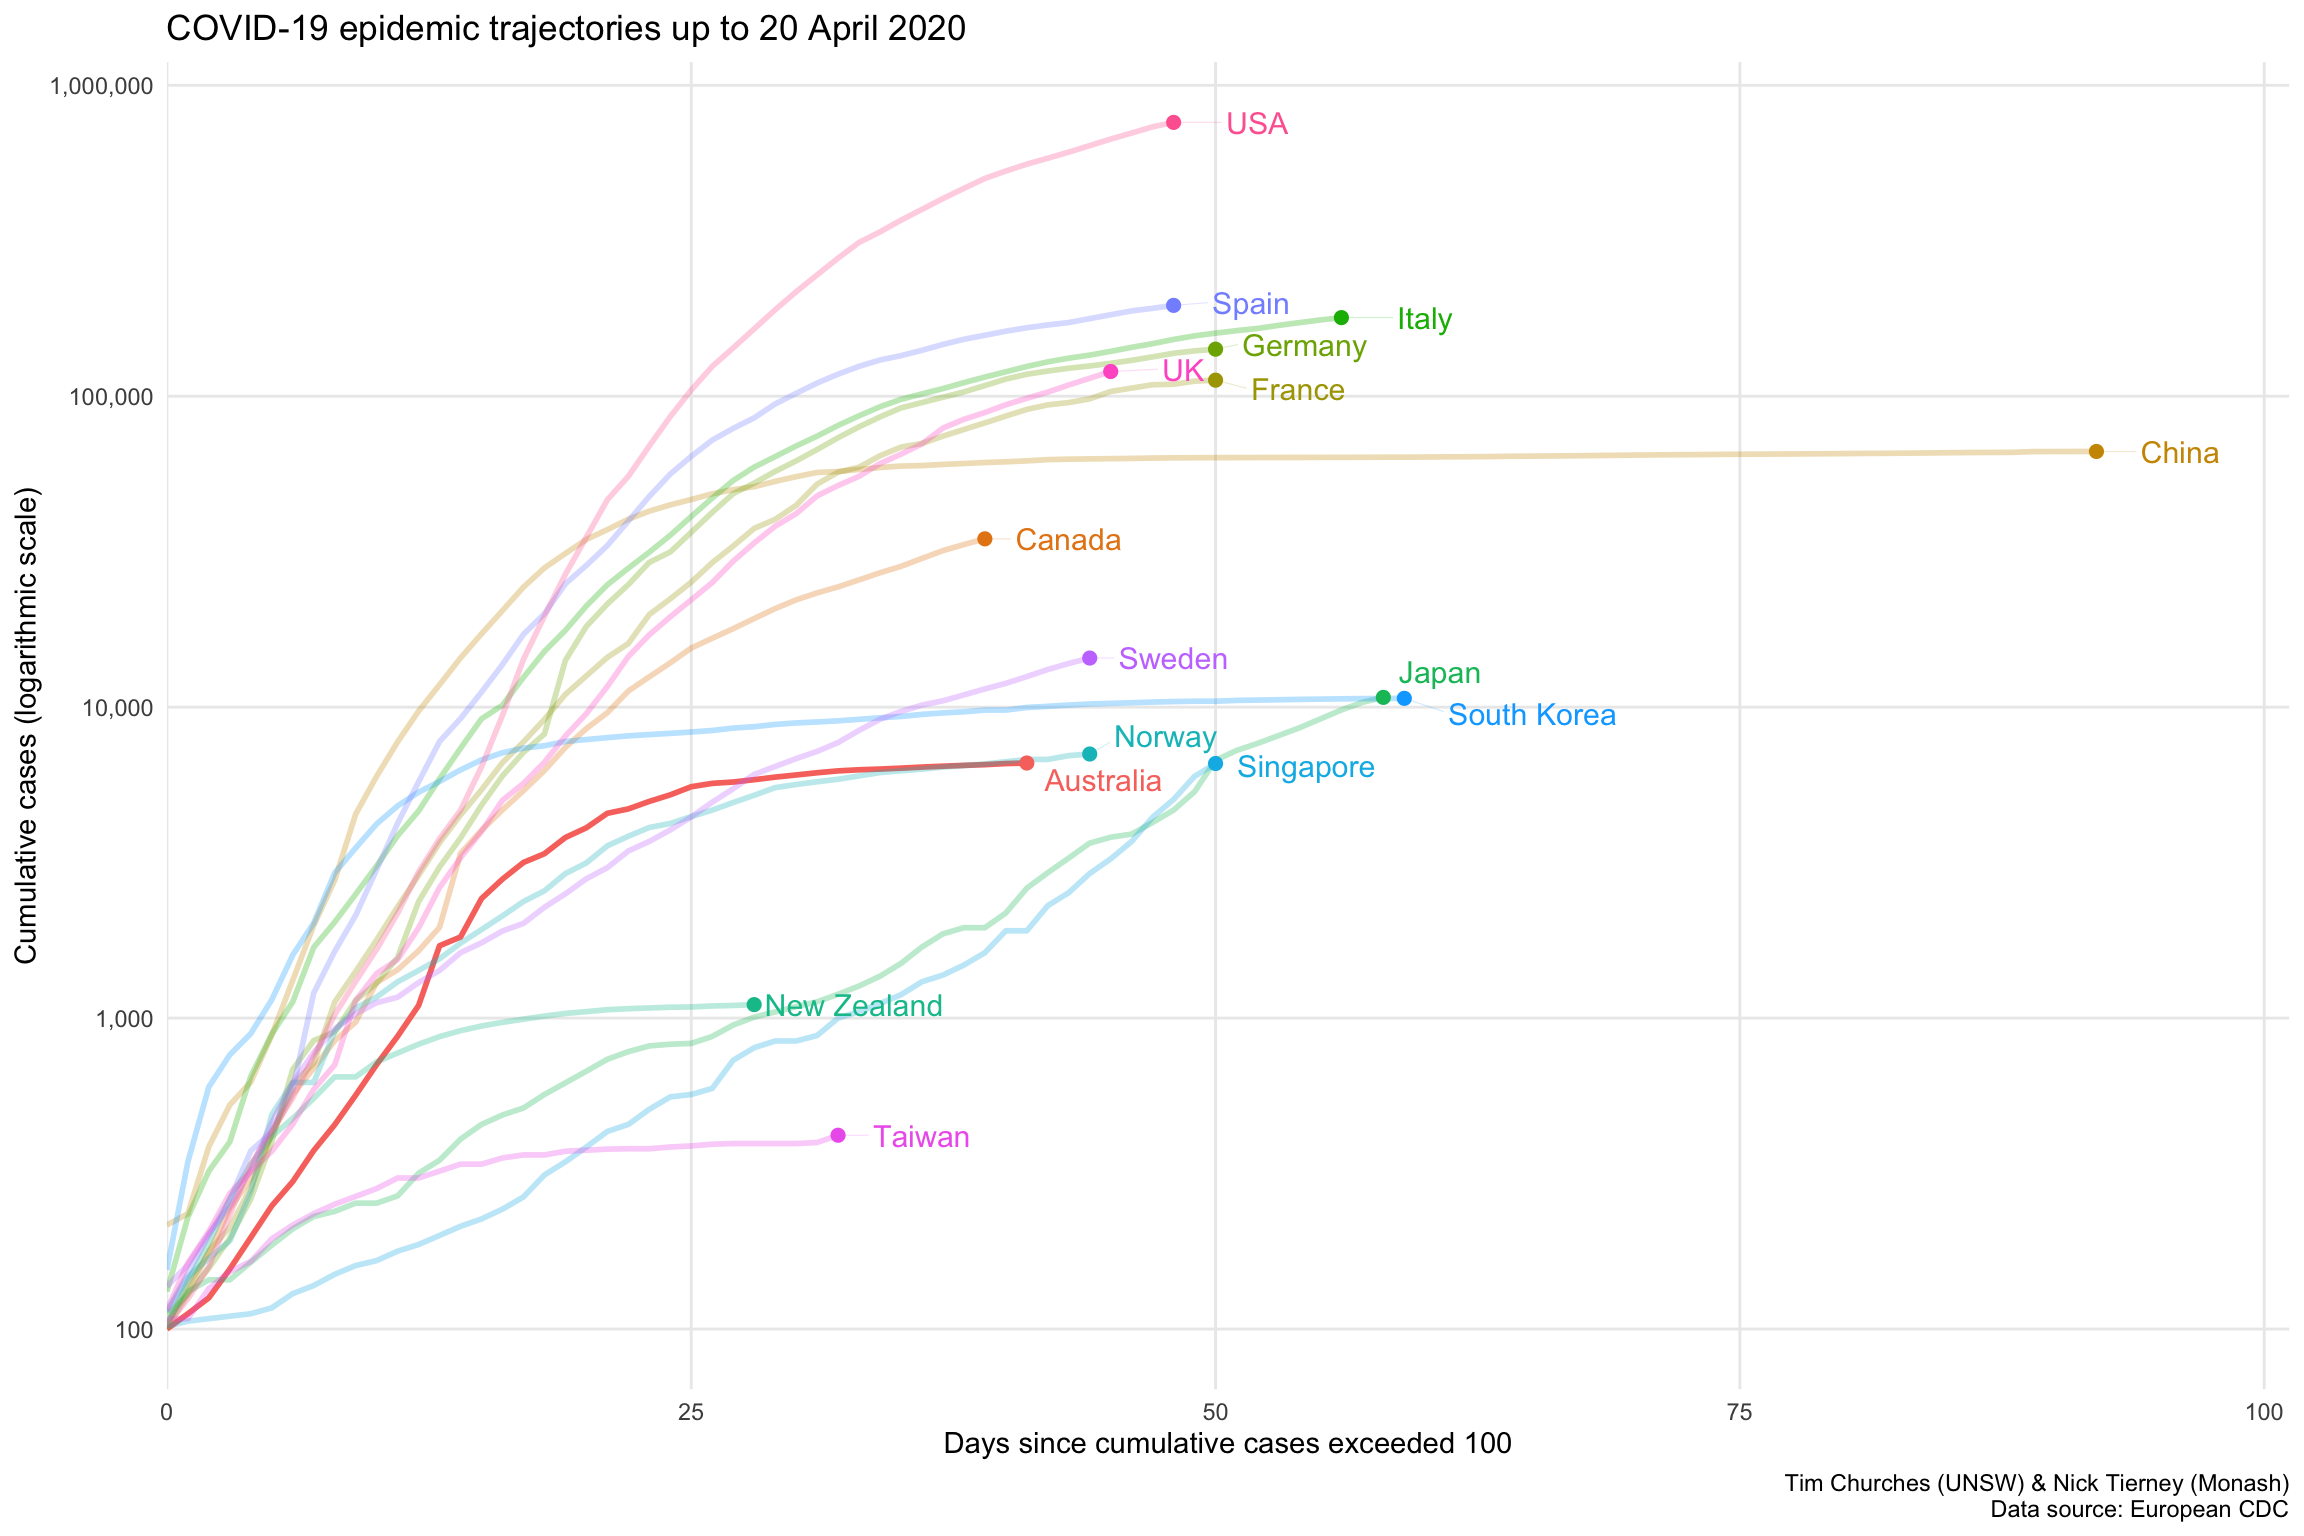 COVID-19 epidemic trajectories up to 20 April 2020
1,000,000
100,000
10,000
1,000
100
Cumulative cases (logarithmic scale)
USA
Spain
Italy
Germany
UK
France
China
Canada
Sweden
Japan
South Korea
Norway
Singapore
Australia
New Zealand
Taiwan
0
25
50
75
100
Days since cumulative cases exceeded 100
Tim Churches (UNSW) & Nick Tierney (Monash)
Data source: European CDC